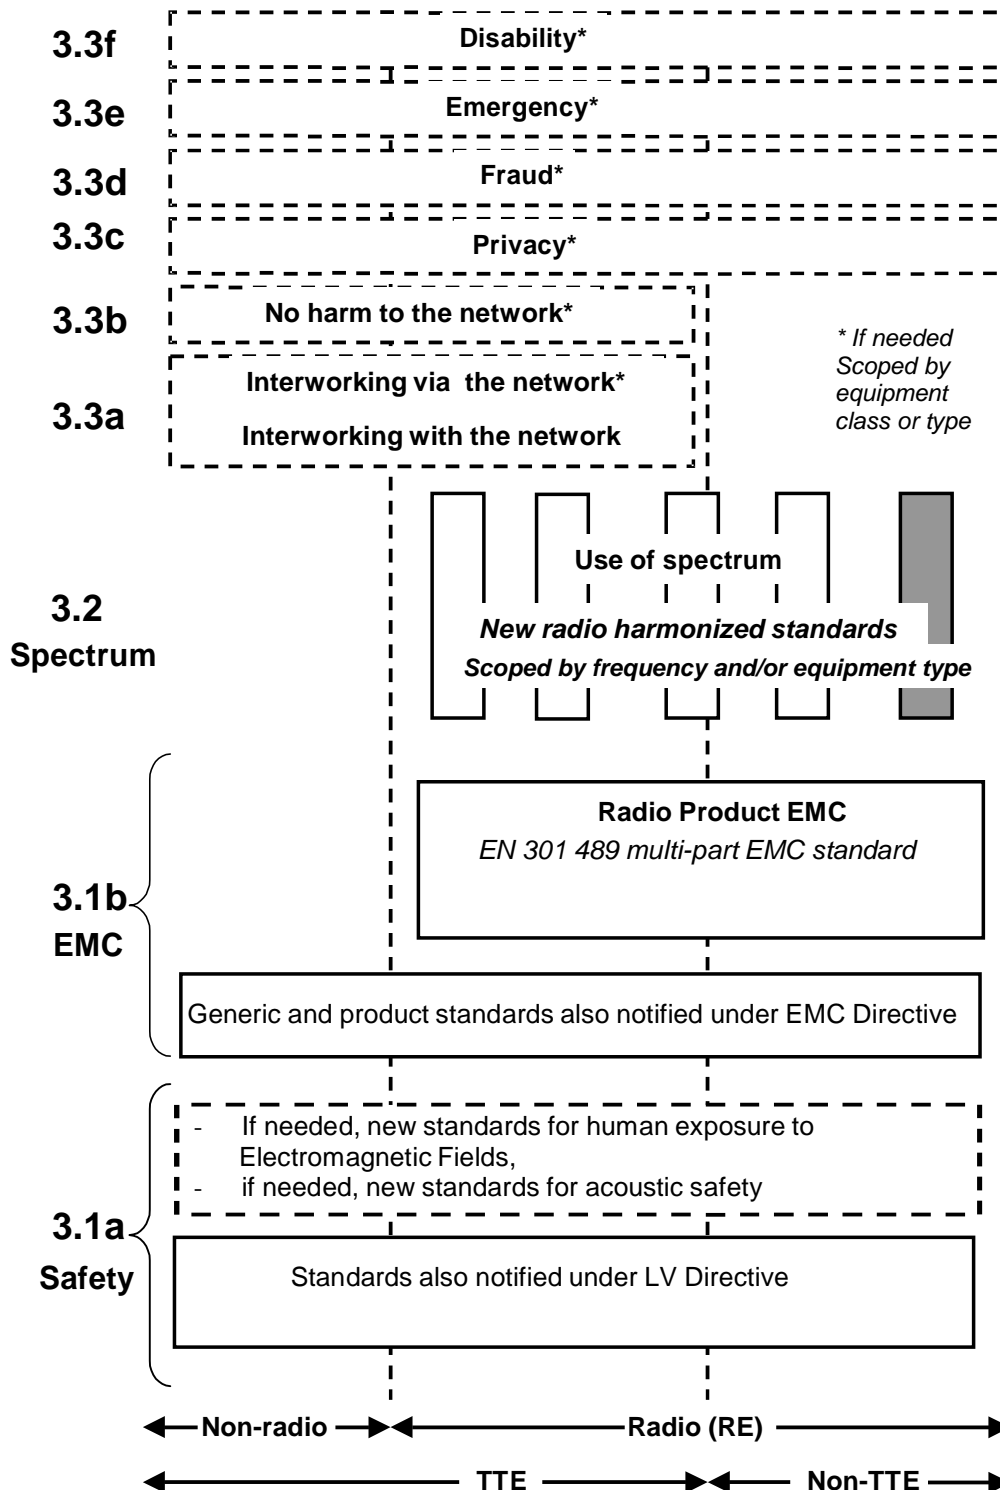 3.3f
Disability*
3.3e
Emergency*
3.3d
Fraud*
3.3c
Privacy*
3.3b
No harm to the network*
* If needed
Scoped by
equipment
class or type
3.3a
Interworking via the network*
Interworking with the network
3.2
Spectrum
Use of spectrum
New radio harmonized standards
Scoped by frequency and/or equipment type
3.1b
EMC
Radio Product EMC
EN 301 489 multi-part EMC standard
Generic and product standards also notified under EMC Directive
3.1a
Safety
- If needed, new standards for human exposure to
Electromagnetic Fields,
- if needed, new standards for acoustic safety
Standards also notified under LV Directive
Non-radio
Radio (RE)
TTE
Non-TTE